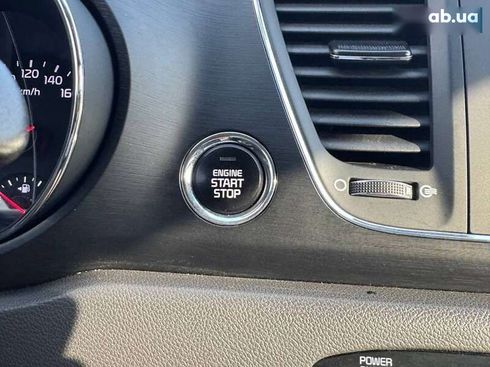 ab.ua
120 140
16
km/h
ENGINE
START
STOP
POWER